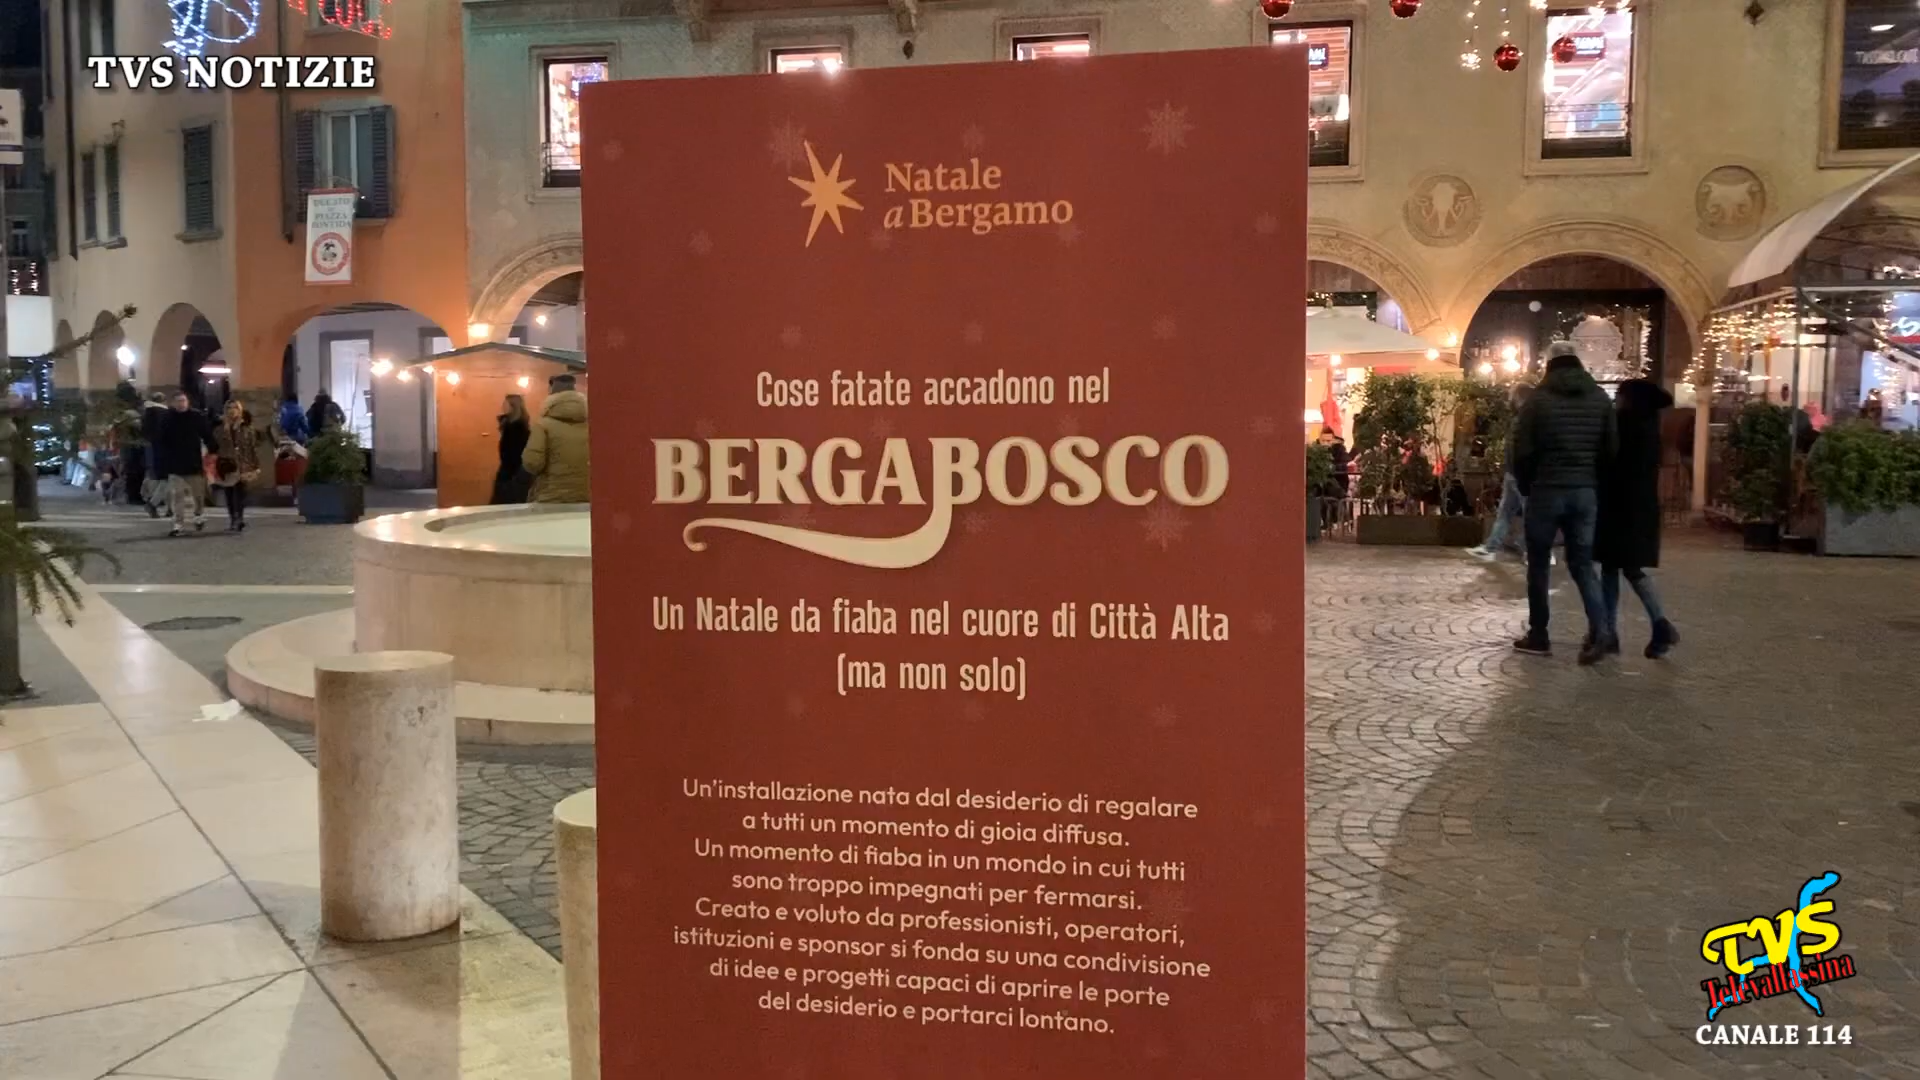 TVS NOTIZIE
DUCATO
di
PIAZZA
PONTIDA
Natale
a Bergamo
Cose fatate accadono nel
BERGABOSCO
Un Natale da fiaba nel cuore di Città Alta
(ma non solo)
Un'installazione nata dal desiderio di regalare
a tutti un momento di gioia diffusa.
Un momento di fiaba in un mondo in cui tutti
sono troppo impegnati per fermarsi.
Creato e voluto da professionisti, operatori,
istituzioni e sponsor si fonda su una condivisione
di idee e progetti capaci di aprire le porte
del desiderio e portarci lontano.
TVS
Televallassina
CANALE 114